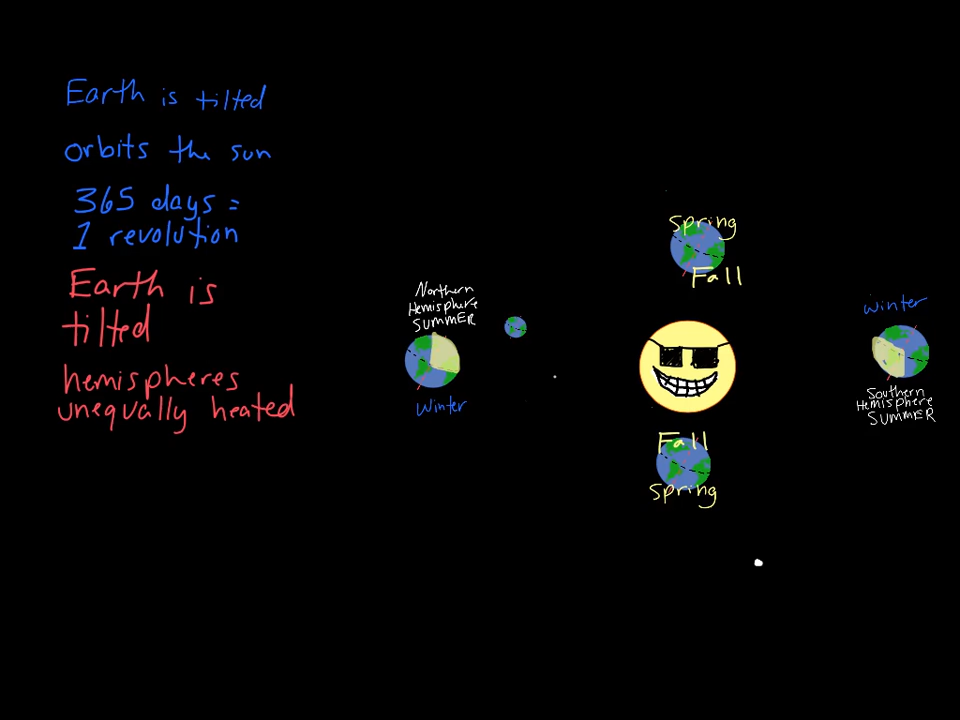 Earth is tilted
orbits the sun
365 days =
1 revolution
Earth is
tilted
hemispheres
unequally heated
Northern
Hemisphere
SUMMER
Winter
Spring
Fall
Fall
Spring
Winter
Southern
Hemisphere
SUMMER